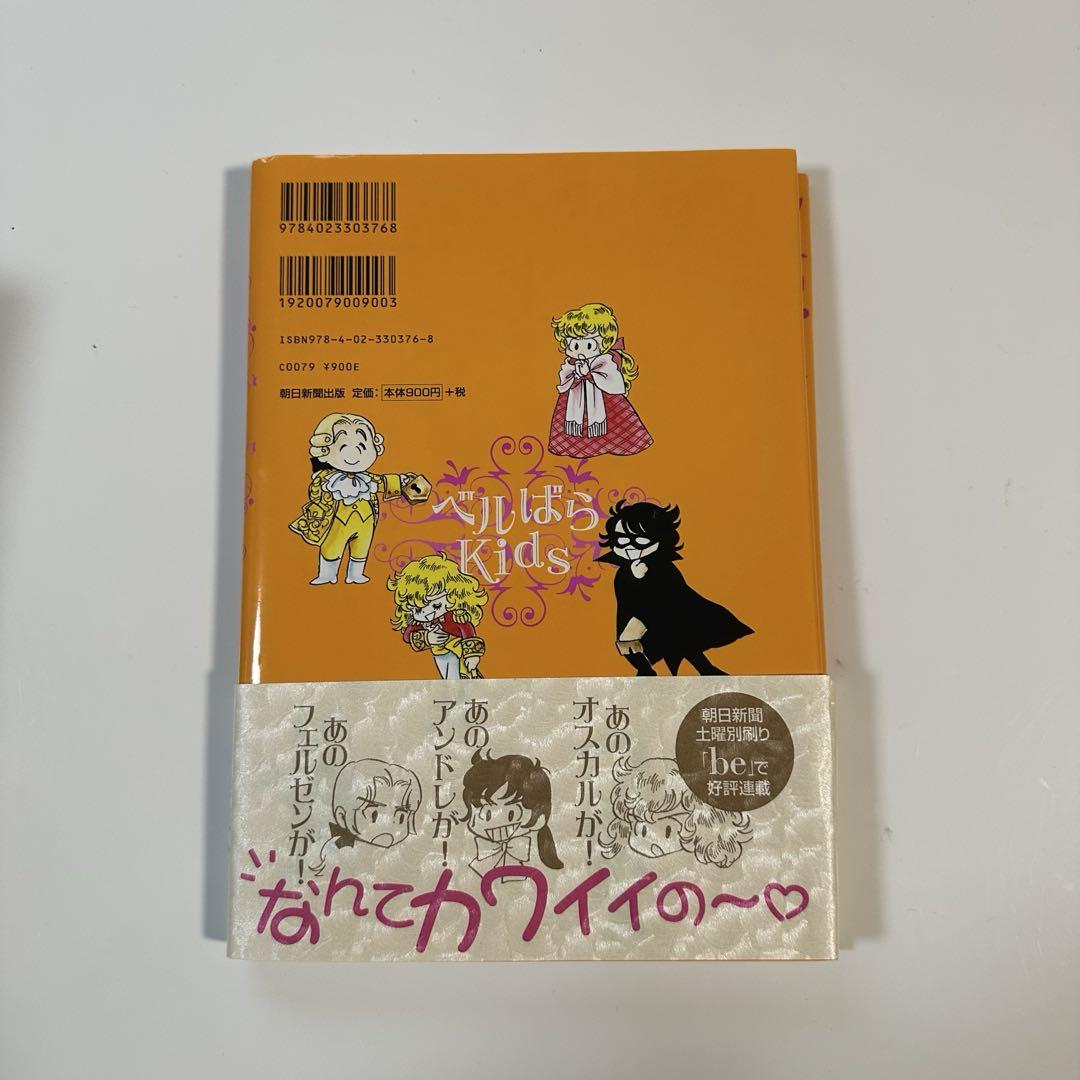 9784023303768
1920079009003
ISBN978-4-02-330376-8
C0079 ¥900E
朝日新聞出版 定価：本体900円＋税
ベルばら
Kids
朝日新聞
土曜別刷り
「be」で
好評連載
あの
オスカルが！
あの
アンドレが！
あの
フェルゼンが！
なんてカワイイの〜♡